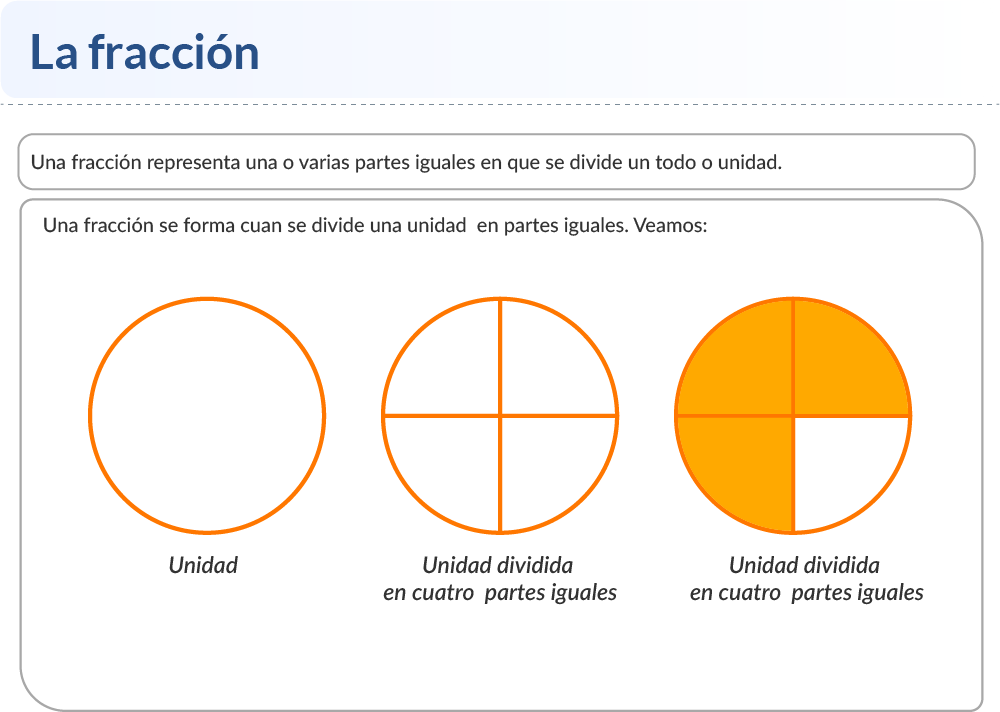 La fracción
Una fracción representa una o varias partes iguales en que se divide un todo o unidad.
Una fracción se forma cuan se divide una unidad  en partes iguales. Veamos:
Unidad
Unidad dividida
en cuatro  partes iguales
Unidad dividida
en cuatro  partes iguales